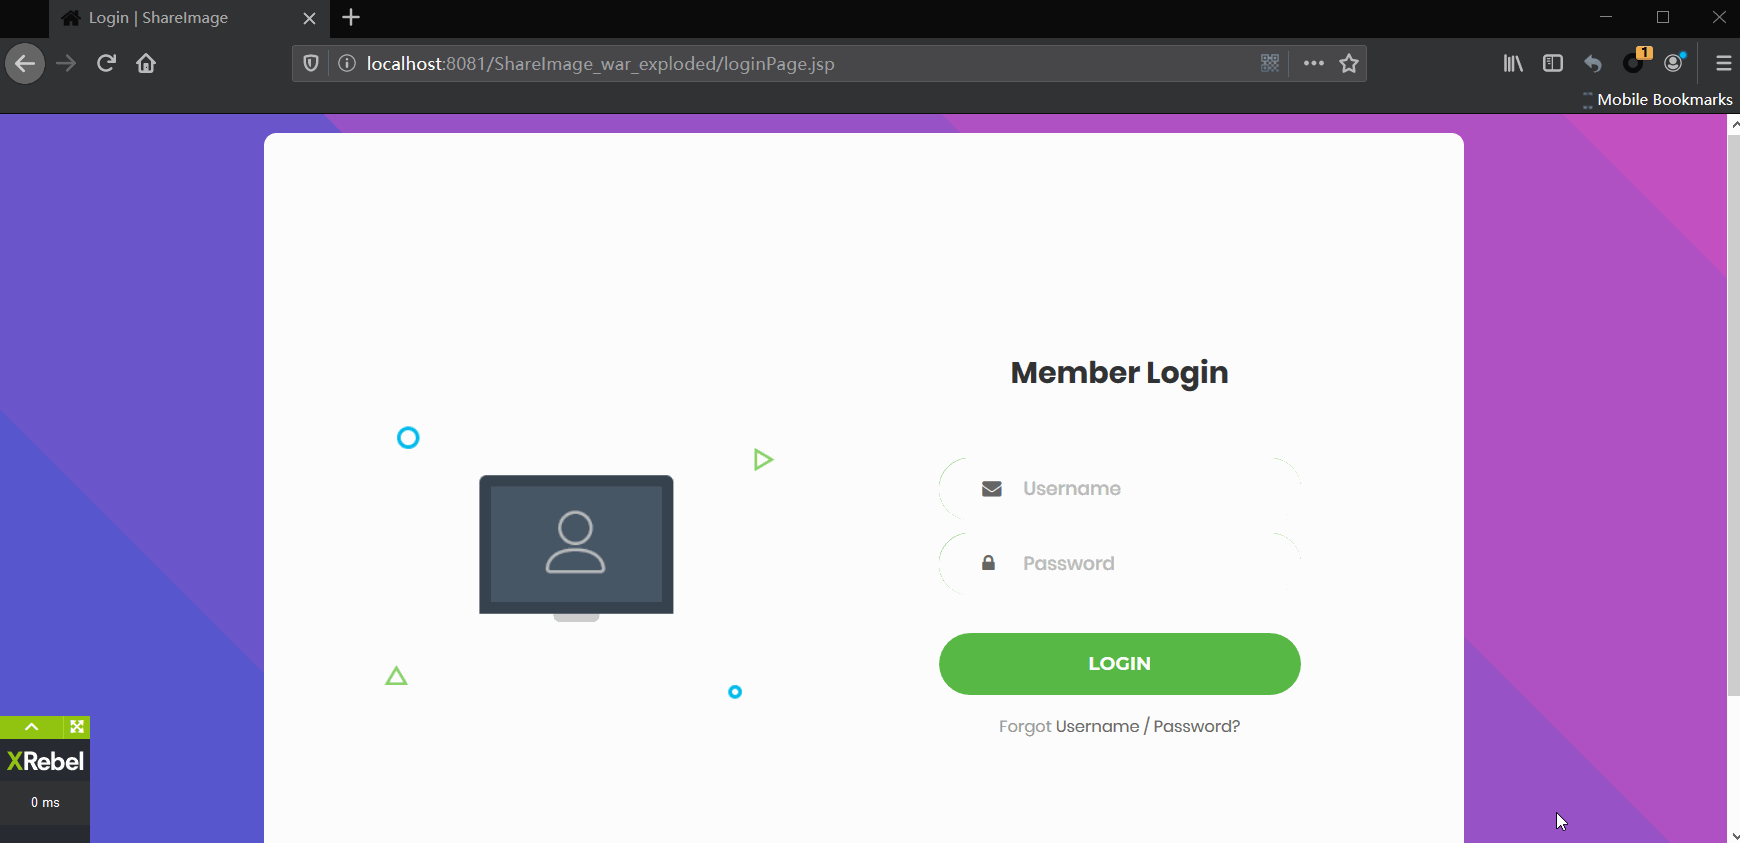 Login | ShareImage
localhost:8081/ShareImage_war_exploded/loginPage.jsp
1
Mobile Bookmarks
Member Login
Username
Password
LOGIN
Forgot Username / Password?
XRebel
0 ms